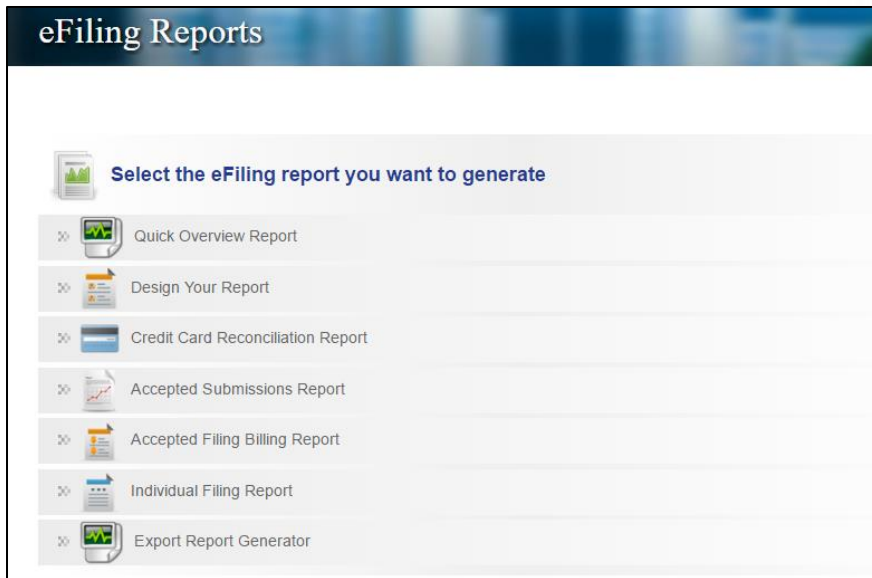 eFiling Reports
Select the eFiling report you want to generate
Quick Overview Report
Design Your Report
Credit Card Reconciliation Report
Accepted Submissions Report
Accepted Filing Billing Report
Individual Filing Report
Export Report Generator